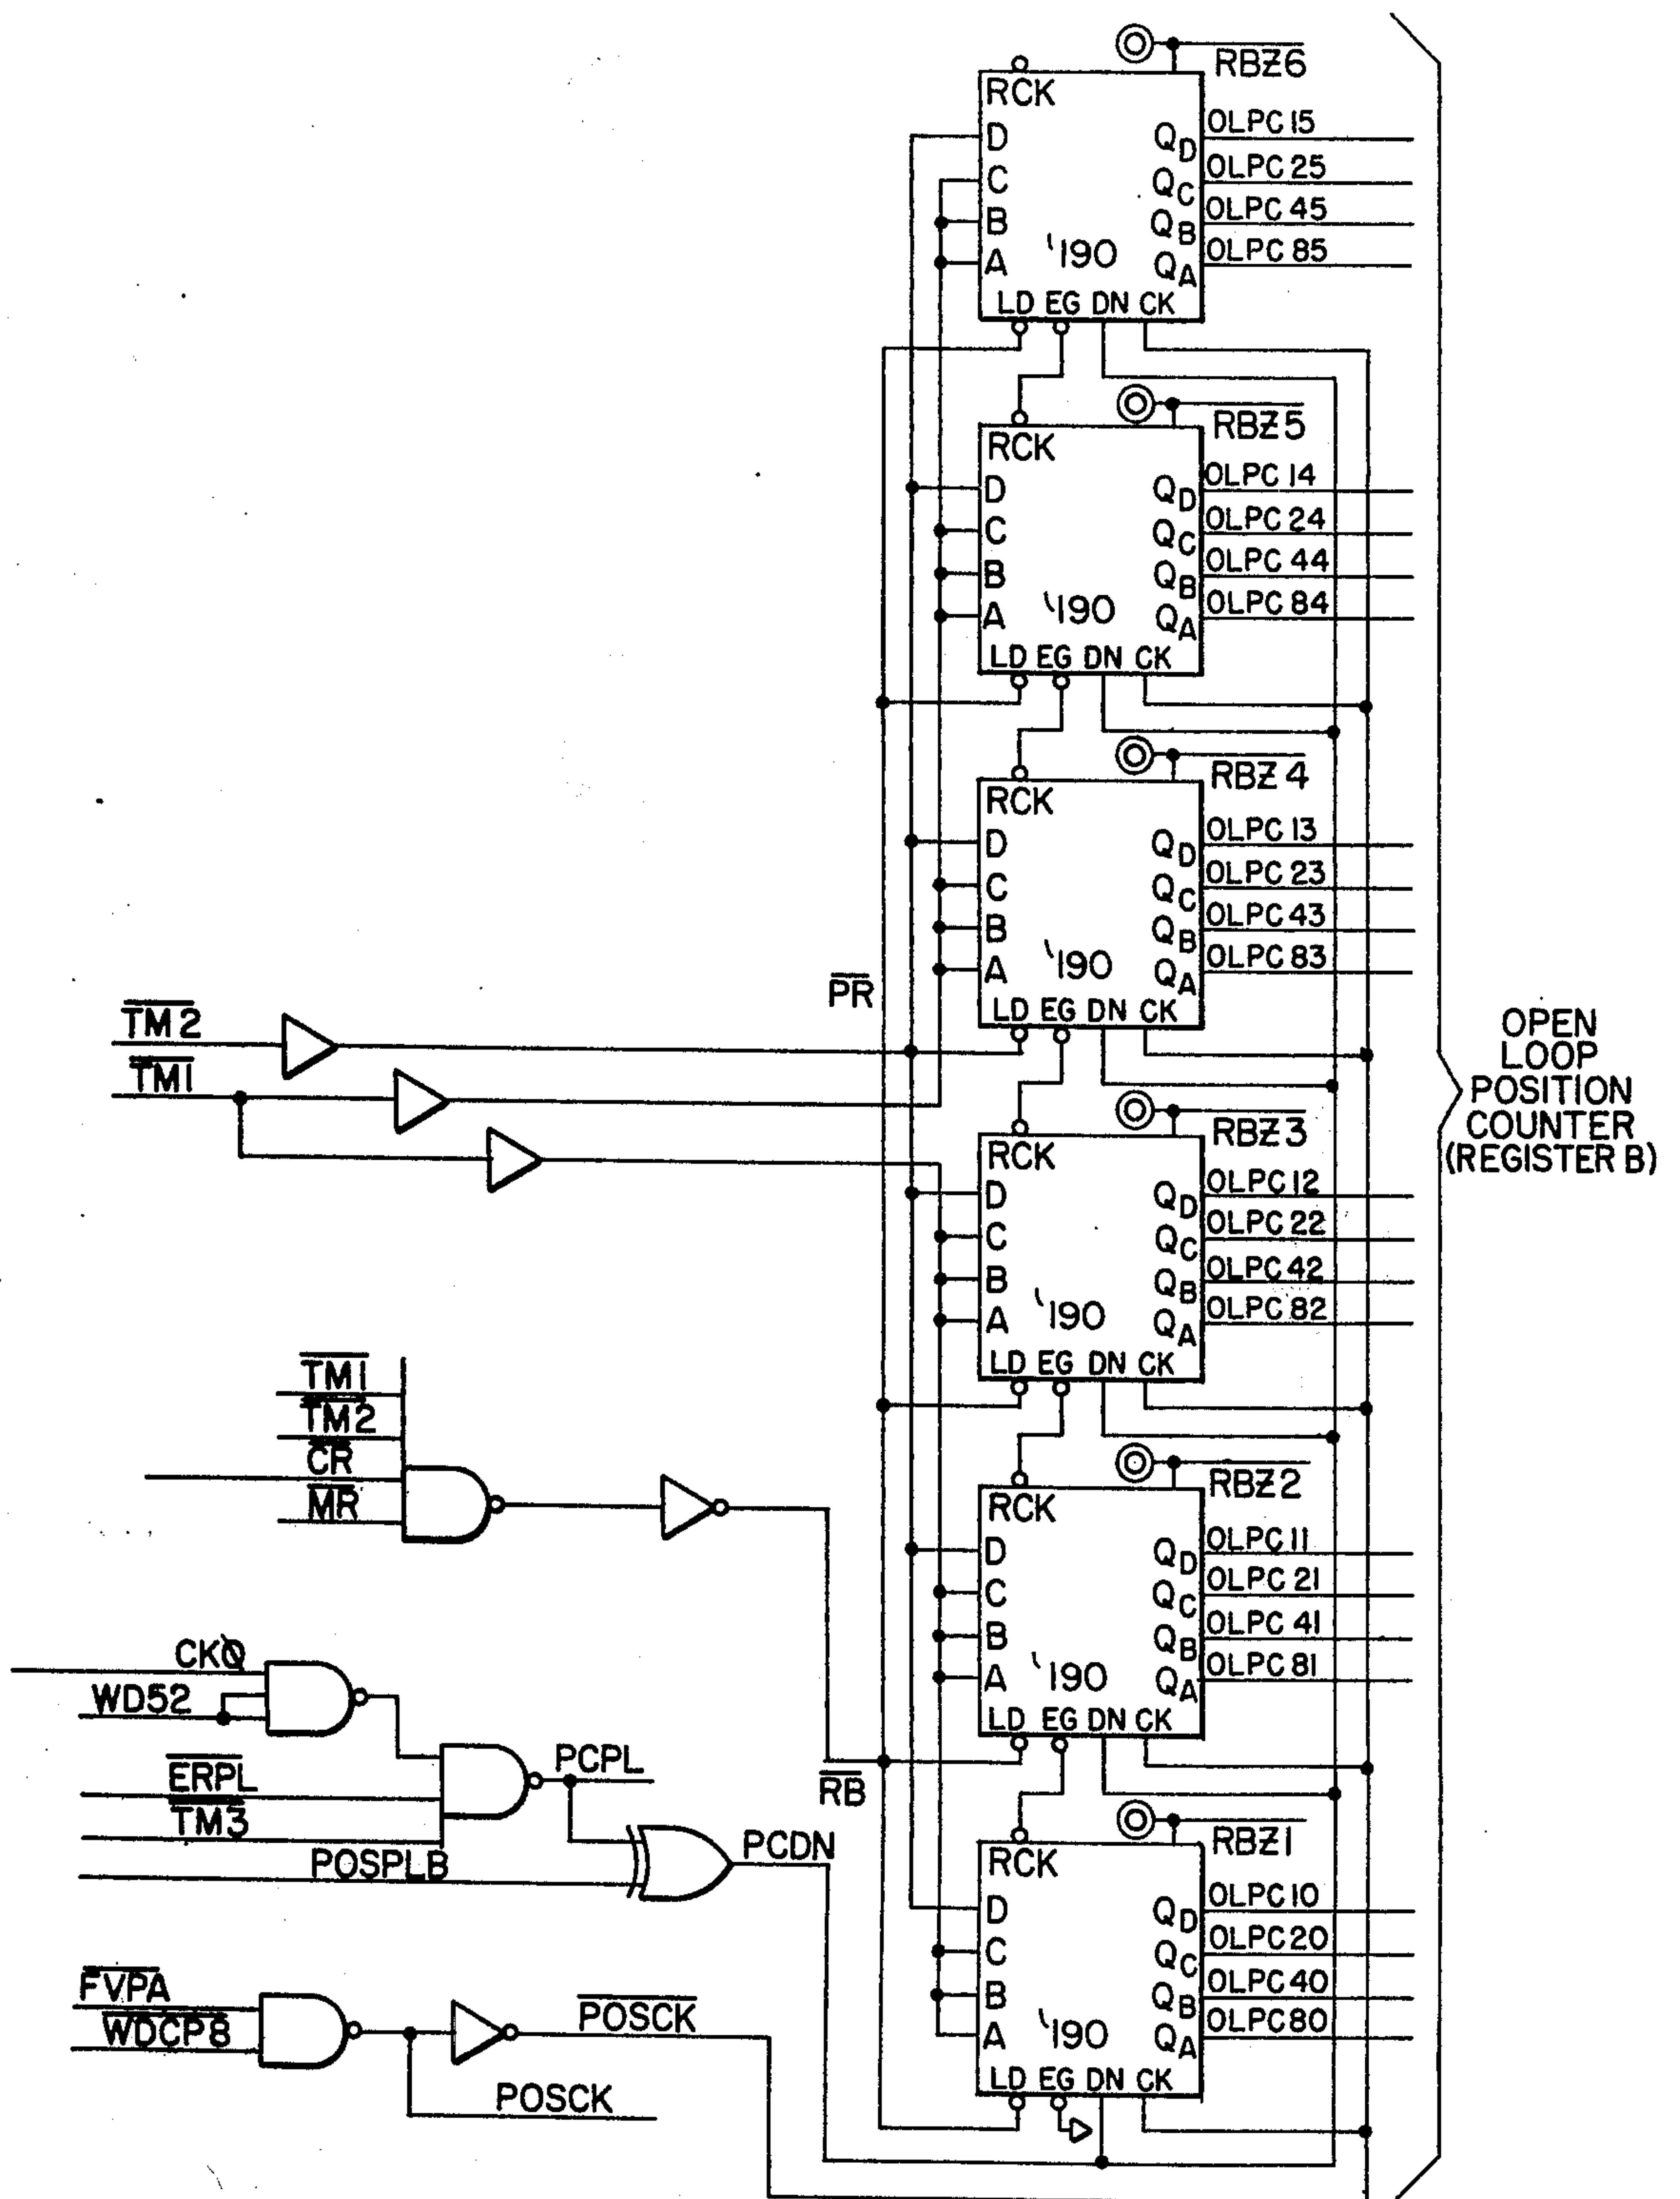 RBZ6
RCK
D QD OLPC 15
C QC OLPC 25
B QB OLPC 45
A '190 QA OLPC 85
LD EG DN CK
RBZ5
RCK
D QD OLPC 14
C QC OLPC 24
B QB OLPC 44
A '190 QA OLPC 84
LD EG DN CK
RBZ4
RCK
D QD OLPC 13
C QC OLPC 23
B QB OLPC 43
A '190 QA OLPC 83
LD EG DN CK
PR
TM2
TM1
OPEN
LOOP
POSITION
COUNTER
(REGISTER B)
RBZ3
RCK
D QD OLPC 12
C QC OLPC 22
B QB OLPC 42
A '190 QA OLPC 82
LD EG DN CK
TM1
TM2
CR
MR
RBZ2
RCK
D QD OLPC 11
C QC OLPC 21
B QB OLPC 41
A '190 QA OLPC 81
LD EG DN CK
CKØ
WD52
ERPL
TM3
PCPL
POSPLB
PCDN
RB
RBZ1
RCK
D QD OLPC 10
C QC OLPC 20
B QB OLPC 40
A '190 QA OLPC 80
LD EG DN CK
FVPA
WDCP8
POSCK
POSCK